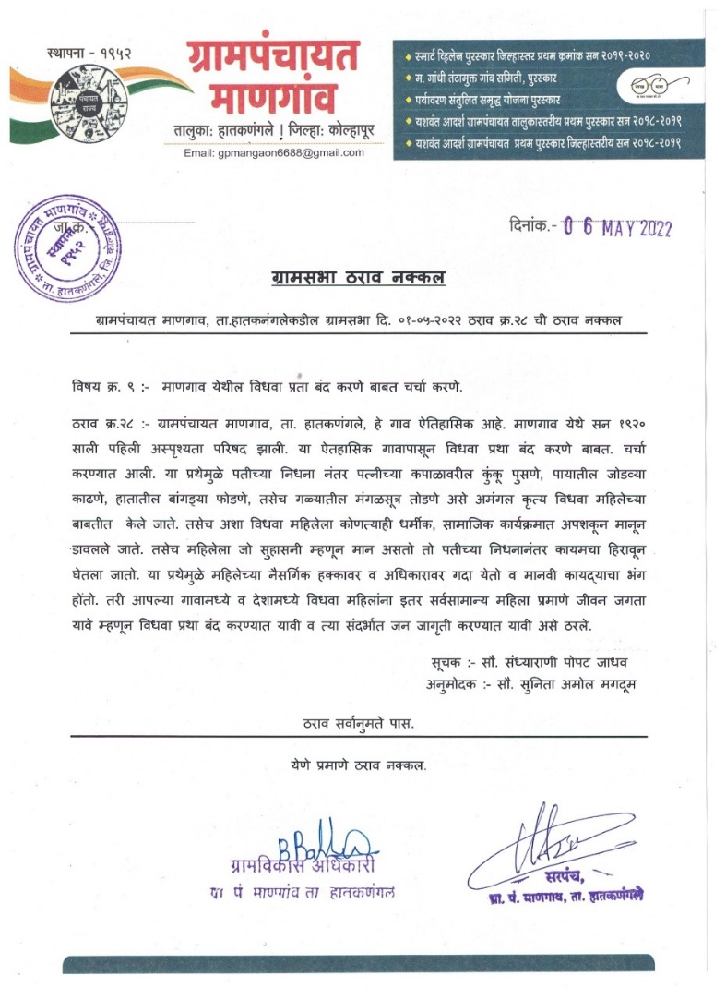 स्थापना - १९५२
ग्रामपंचायत
माणगांव
तालुका: हातकणंगले | जिल्हा: कोल्हापूर
Email: gpmangaon6688@gmail.com
पंचायत
राज्य
स्मार्ट व्हिलेज पुरस्कार जिल्हास्तर प्रथम क्रमांक सन २०१९-२०२०
म. गांधी तंटामुक्त गांव समिती, पुरस्कार
पर्यावरण संतुलित समृद्ध योजना पुरस्कार
यशवंत आदर्श ग्रामपंचायत तालुकास्तरीय प्रथम पुरस्कार सन २०१८-२०१९
यशवंत आदर्श ग्रामपंचायत प्रथम पुरस्कार जिल्हास्तरीय सन २०१८-२०१९
जा.क्र.
ग्रामपंचायत माणगांव
स्थापना
१९५२
ता. हातकणंगले, जि.
दिनांक.- 06 MAY 2022
ग्रामसभा ठराव नक्कल
ग्रामपंचायत माणगाव, ता.हातकनंगलेकडील ग्रामसभा दि. ०१-०५-२०२२ ठराव क्र.२८ ची ठराव नक्कल
विषय क्र. ९ :- माणगाव येथील विधवा प्रता बंद करणे बाबत चर्चा करणे.
ठराव क्र.२८ :- ग्रामपंचायत माणगाव, ता. हातकणंगले, हे गाव ऐतिहासिक आहे. माणगाव येथे सन १९२०
साली पहिली अस्पृश्यता परिषद झाली. या ऐतहासिक गावापासून विधवा प्रथा बंद करणे बाबत. चर्चा
करण्यात आली. या प्रथेमुळे पतीच्या निधना नंतर पत्नीच्या कपाळावरील कुंकू पुसणे, पायातील जोडव्या
काढणे, हातातील बांगड्या फोडणे, तसेच गळ्यातील मंगळसूत्र तोडणे असे अमंगल कृत्य विधवा महिलेच्या
बाबतीत केले जाते. तसेच अशा विधवा महिलेला कोणत्याही धर्मीक, सामाजिक कार्यक्रमात अपशकून मानून
डावलले जाते. तसेच महिलेला जो सुहासनी म्हणून मान असतो तो पतीच्या निधनानंतर कायमचा हिरावून
घेतला जातो. या प्रथेमुळे महिलेच्या नैसर्गिक हक्कावर व अधिकारावर गदा येतो व मानवी कायद्याचा भंग
होंतो. तरी आपल्या गावामध्ये व देशामध्ये विधवा महिलांना इतर सर्वसामान्य महिला प्रमाणे जीवन जगता
यावे म्हणून विधवा प्रथा बंद करण्यात यावी व त्या संदर्भात जन जागृती करण्यात यावी असे ठरले.
सूचक :- सौ. संध्याराणी पोपट जाधव
अनुमोदक :- सौ. सुनिता अमोल मगदूम
ठराव सर्वानुमते पास.
येणे प्रमाणे ठराव नक्कल.
ग्रामविकास अधिकारी
पं माणगांव ता हातकणंगल
सरपंच,
ग्रा. पं. माणगाव, ता. हातकणंगले